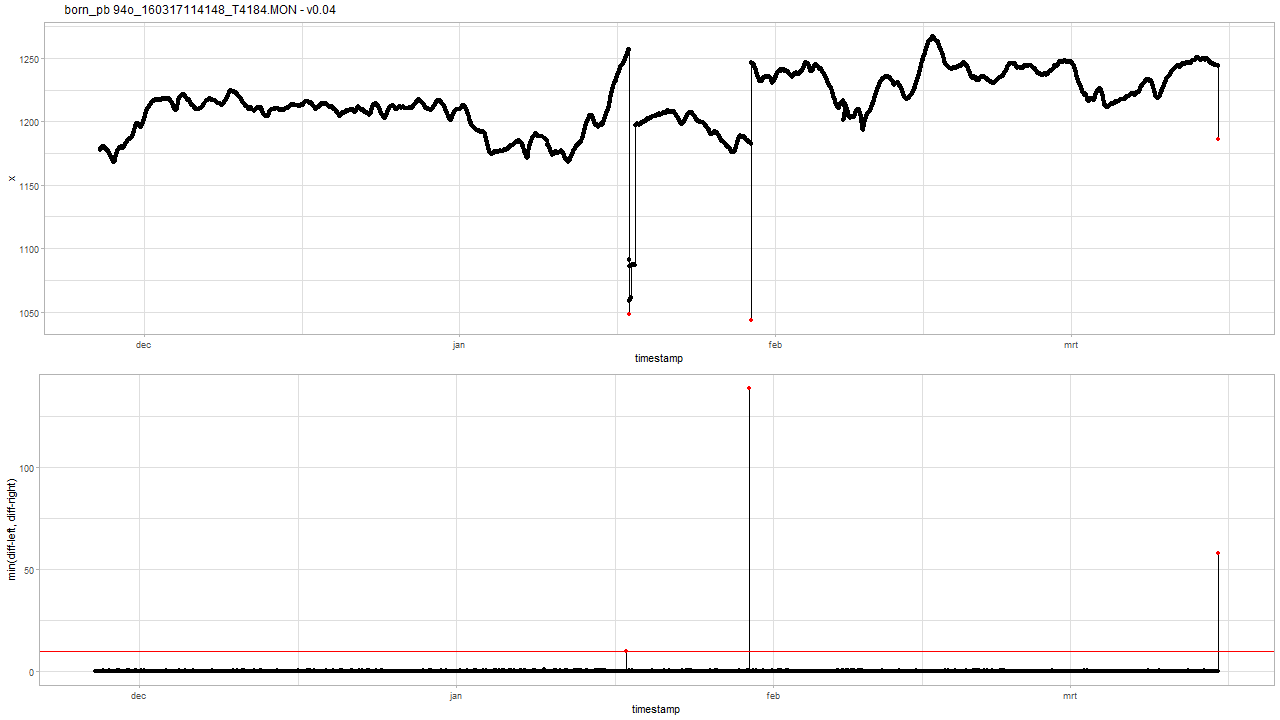 born_pb 94o_160317114148_T4184.MON - v0.04
1250
1200
1150
1100
1050
x
dec
jan
feb
mrt
timestamp
100
50
0
min(diff-left, diff-right)
dec
jan
feb
mrt
timestamp